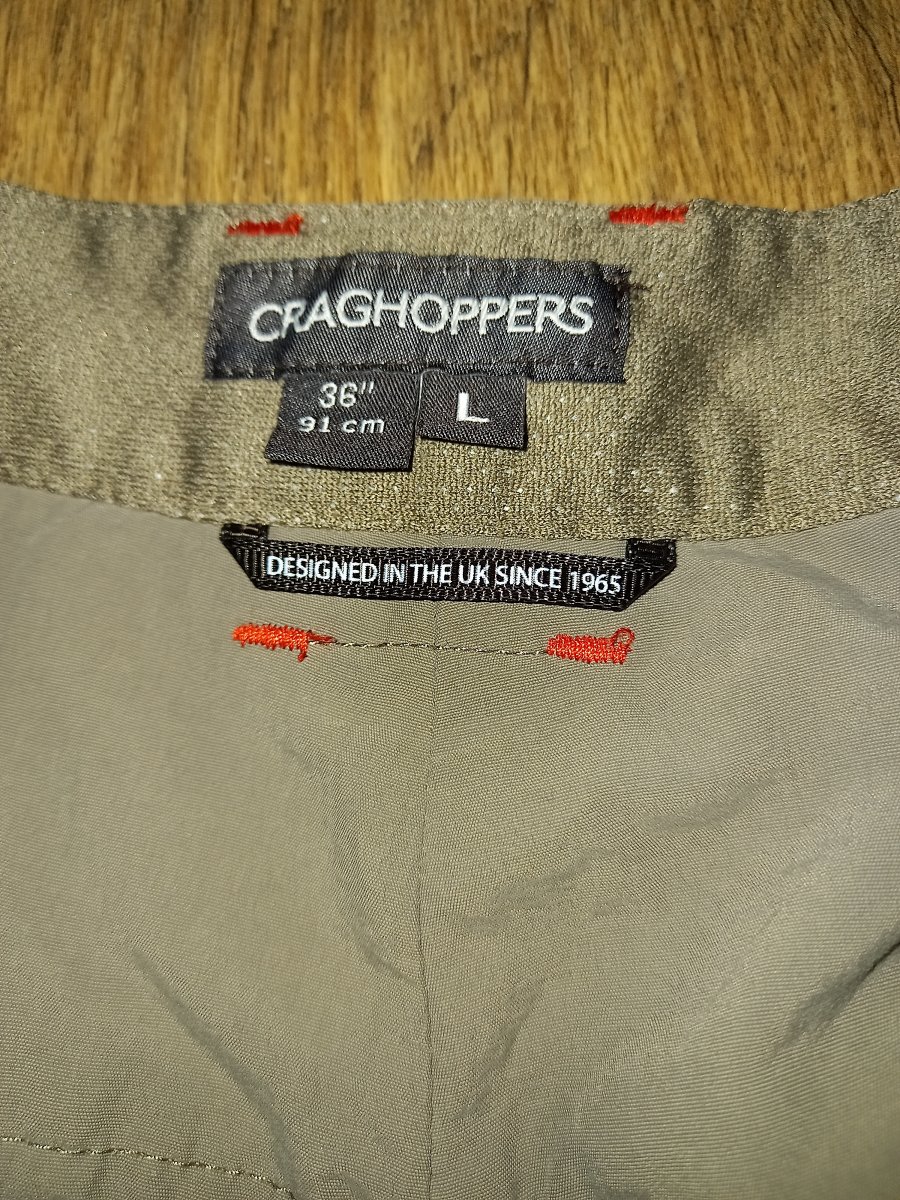 CRAGHOPPERS
36"
91 cm
L
DESIGNED IN THE UK SINCE 1965